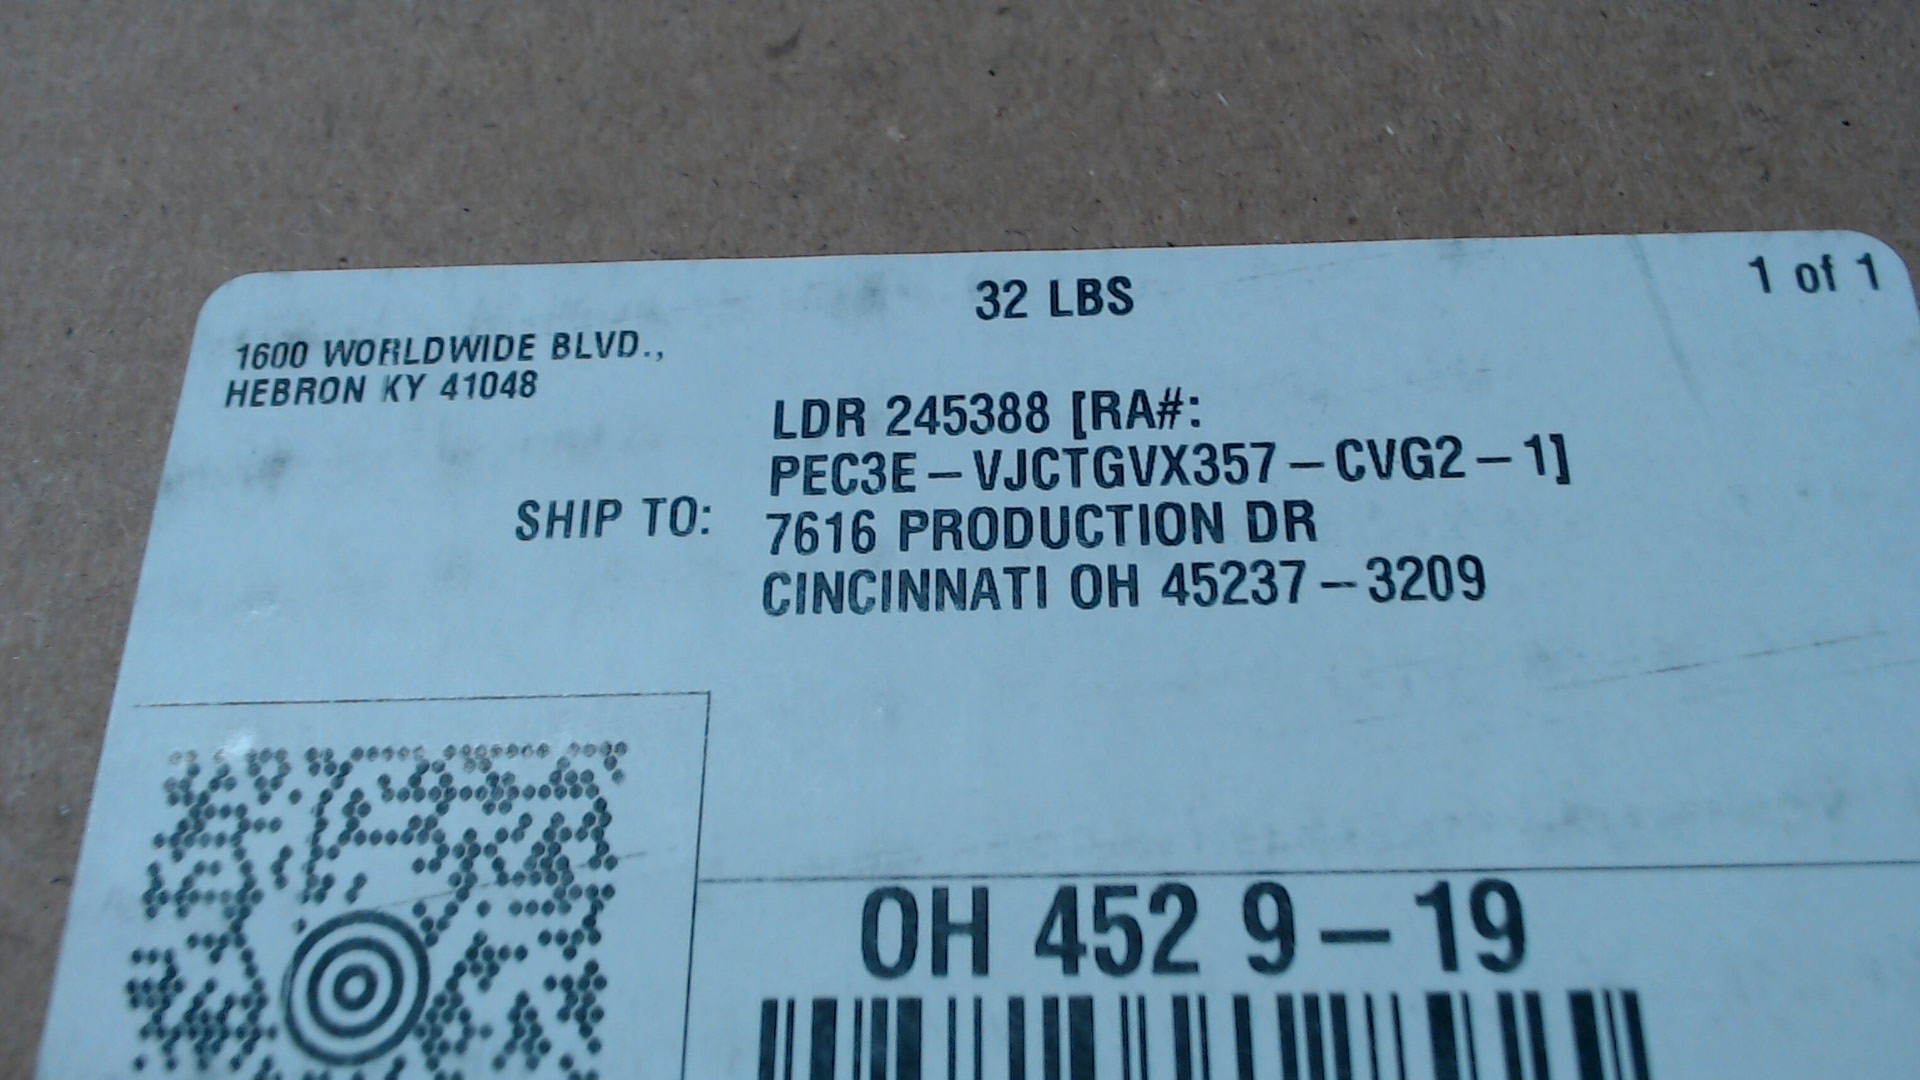 32 LBS
1 of 1
1600 WORLDWIDE BLVD.,
HEBRON KY 41048
LDR 245388 [RA#:
PEC3E-VJCTGVX357-CVG2-1]
SHIP TO: 7616 PRODUCTION DR
CINCINNATI OH 45237-3209
OH 452 9-19